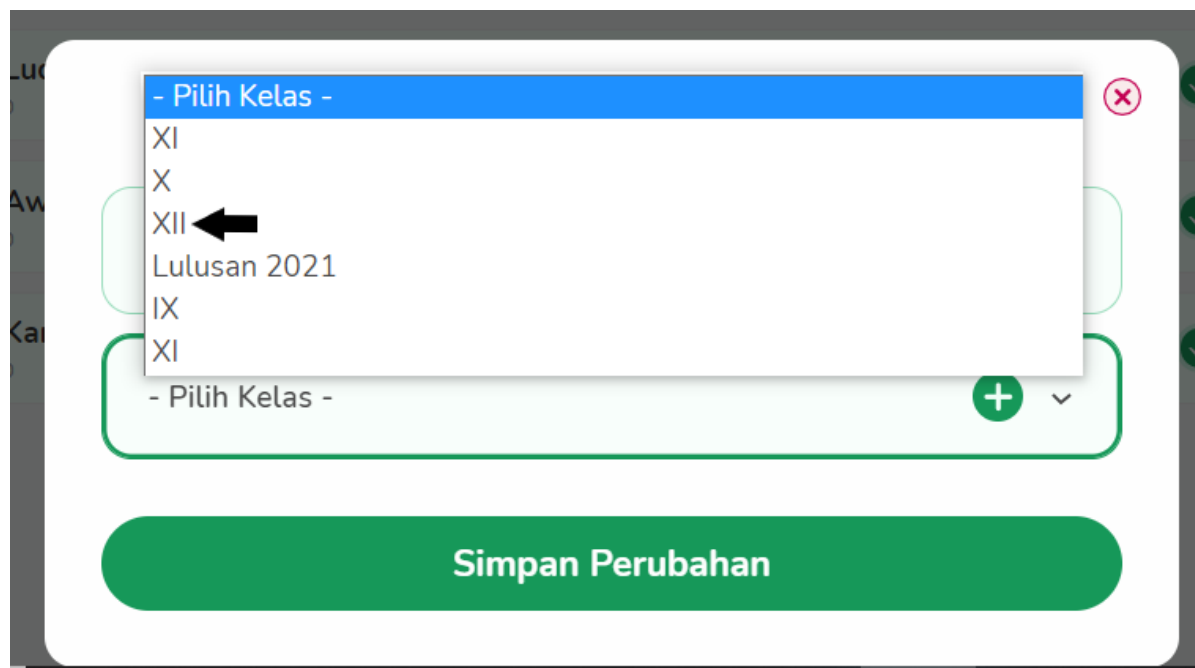 - Pilih Kelas -
XI
X
XII
Lulusan 2021
IX
XI
- Pilih Kelas -
Simpan Perubahan